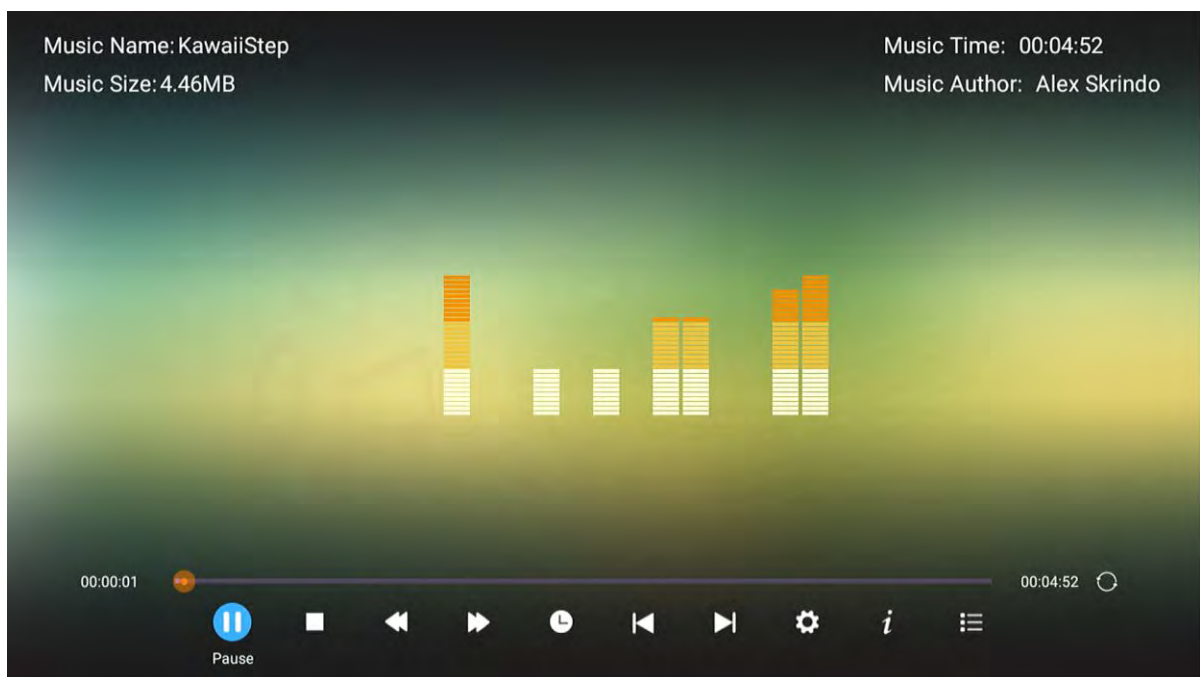 Music Name: KawaiiStep
Music Size: 4.46MB
Music Time: 00:04:52
Music Author: Alex Skrindo
00:00:01
00:04:52
Pause